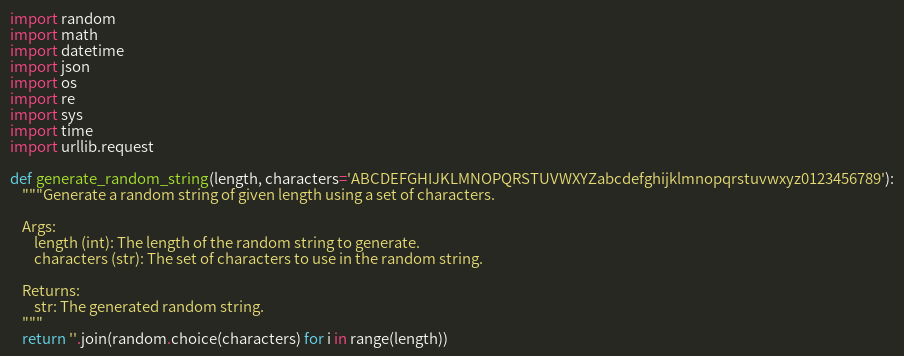 import random
import math
import datetime
import json
import os
import re
import sys
import time
import urllib.request

def generate_random_string(length, characters='ABCDEFGHIJKLMNOPQRSTUVWXYZabcdefghijklmnopqrstuvwxyz0123456789'):
    """Generate a random string of given length using a set of characters.

    Args:
        length (int): The length of the random string to generate.
        characters (str): The set of characters to use in the random string.

    Returns:
        str: The generated random string.
    """
    return ''.join(random.choice(characters) for i in range(length))